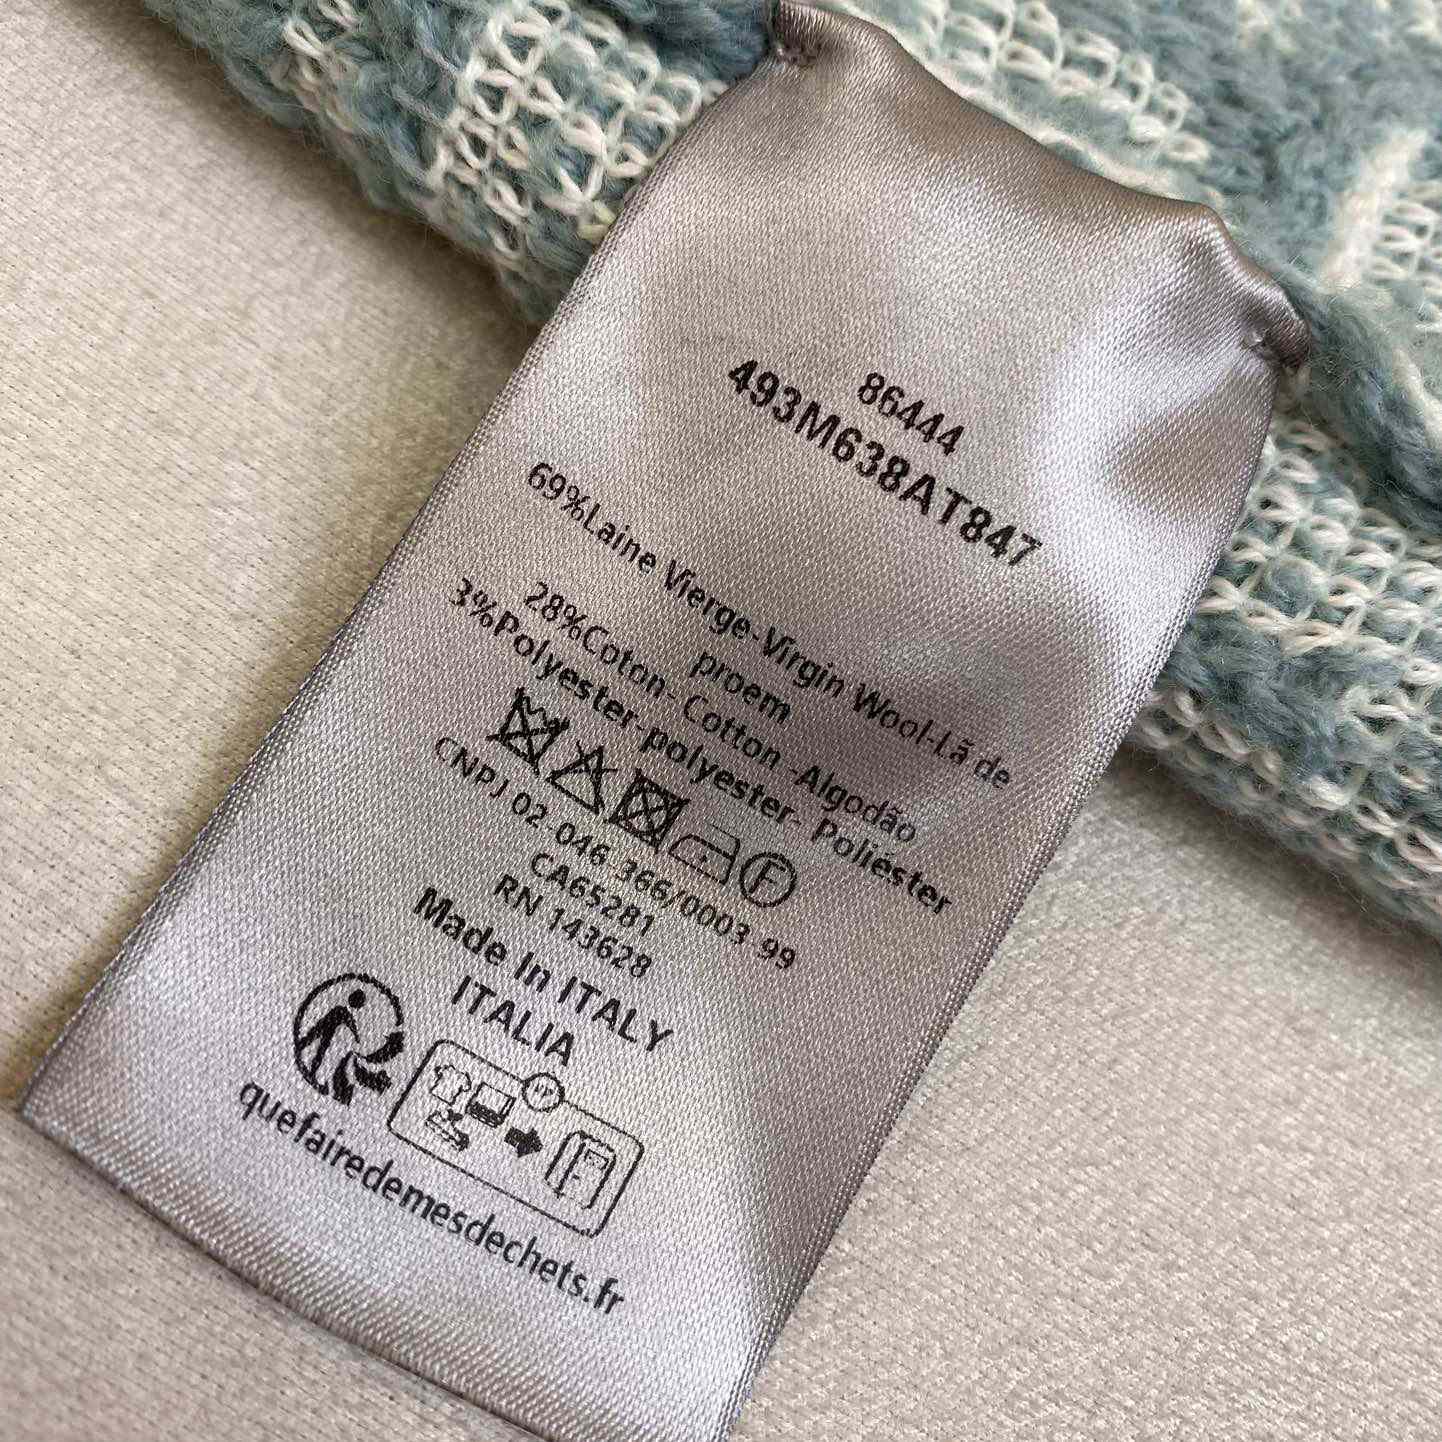 86444
493M638AT847
69%Laine Vierge-Virgin Wool-Lã de
proem
28%Coton- Cotton -Algodão
3%Polyester-polyester- Poliéster
F
CNPJ 02 046 366/0003 99
CA65281
RN 143628
Made In ITALY
ITALIA
quefairedemesdechets.fr